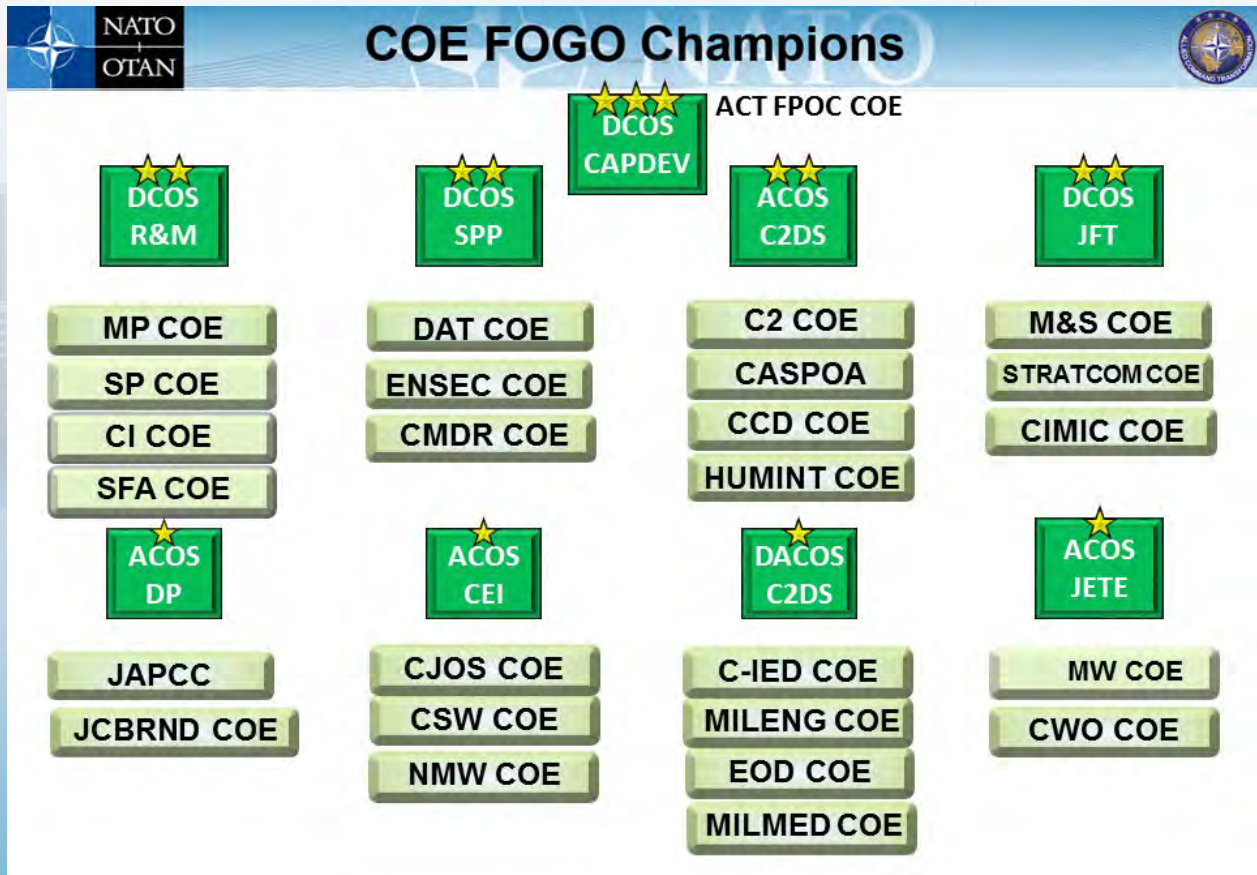 NATO
OTAN
COE FOGO Champions
ALLIED COMMAND TRANSFORMATION
DCOS
CAPDEV
ACT FPOC COE
DCOS
R&M
DCOS
SPP
ACOS
C2DS
DCOS
JFT
MP COE
SP COE
CI COE
SFA COE
DAT COE
ENSEC COE
CMDR COE
C2 COE
CASPOA
CCD COE
HUMINT COE
M&S COE
STRATCOM COE
CIMIC COE
ACOS
DP
ACOS
CEI
DACOS
C2DS
ACOS
JETE
JAPCC
JCBRND COE
CJOS COE
CSW COE
NMW COE
C-IED COE
MILENG COE
EOD COE
MILMED COE
MW COE
CWO COE